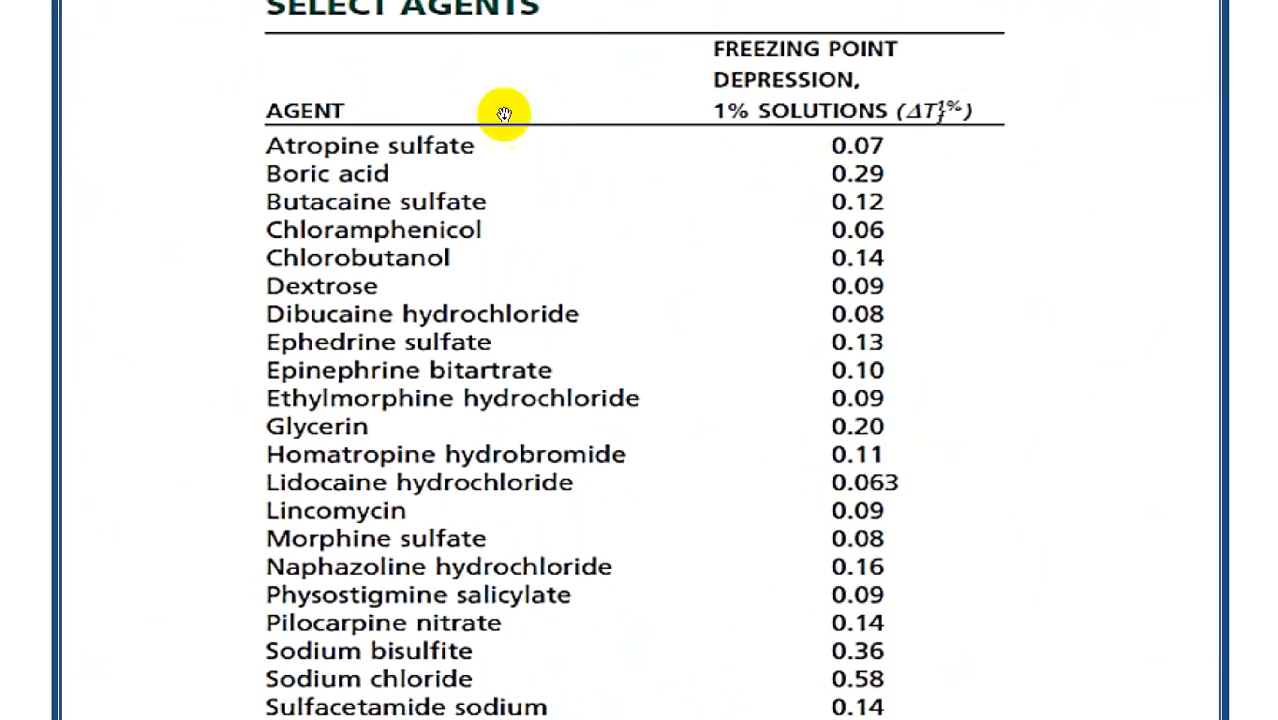 SELECT AGENTS
FREEZING POINT
DEPRESSION,
AGENT 1% SOLUTIONS (ΔT_f^1%)
Atropine sulfate 0.07
Boric acid 0.29
Butacaine sulfate 0.12
Chloramphenicol 0.06
Chlorobutanol 0.14
Dextrose 0.09
Dibucaine hydrochloride 0.08
Ephedrine sulfate 0.13
Epinephrine bitartrate 0.10
Ethylmorphine hydrochloride 0.09
Glycerin 0.20
Homatropine hydrobromide 0.11
Lidocaine hydrochloride 0.063
Lincomycin 0.09
Morphine sulfate 0.08
Naphazoline hydrochloride 0.16
Physostigmine salicylate 0.09
Pilocarpine nitrate 0.14
Sodium bisulfite 0.36
Sodium chloride 0.58
Sulfacetamide sodium 0.14